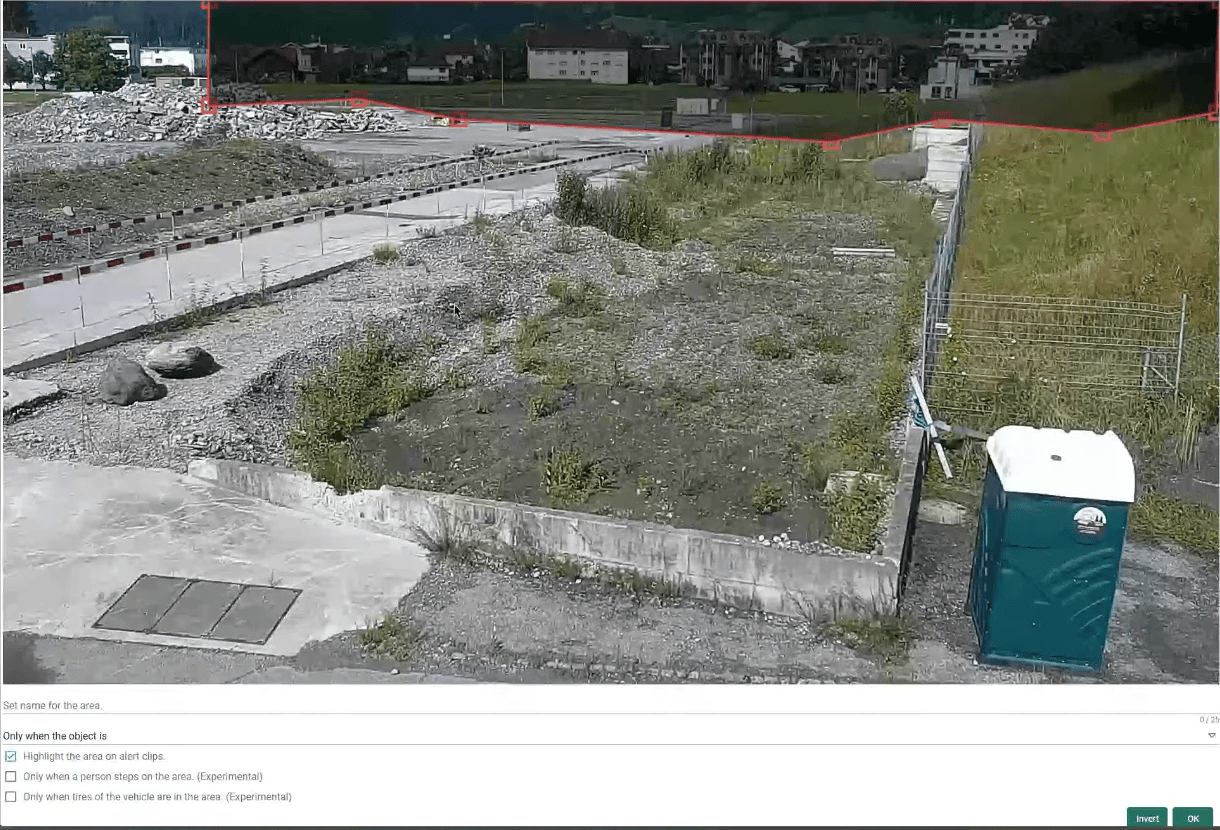 Set name for the area.
0 / 25
Only when the object is
Highlight the area on alert clips.
Only when a person steps on the area. (Experimental)
Only when tires of the vehicle are in the area. (Experimental)
Invert
OK